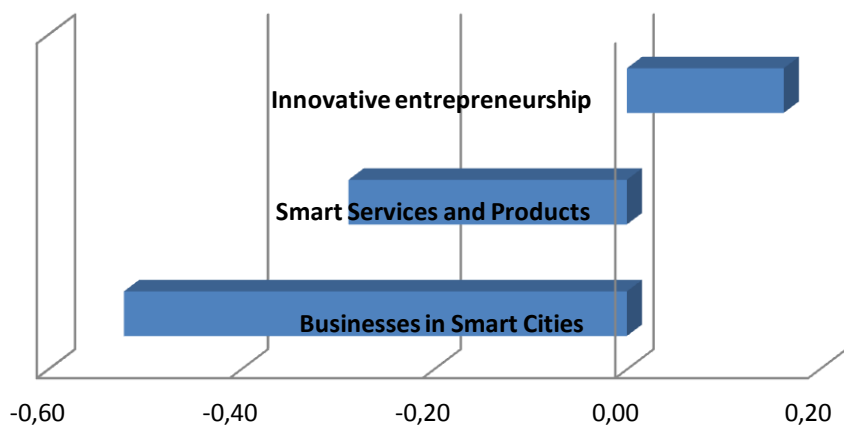 Innovative entrepreneurship
Smart Services and Products
Businesses in Smart Cities
-0,60 -0,40 -0,20 0,00 0,20